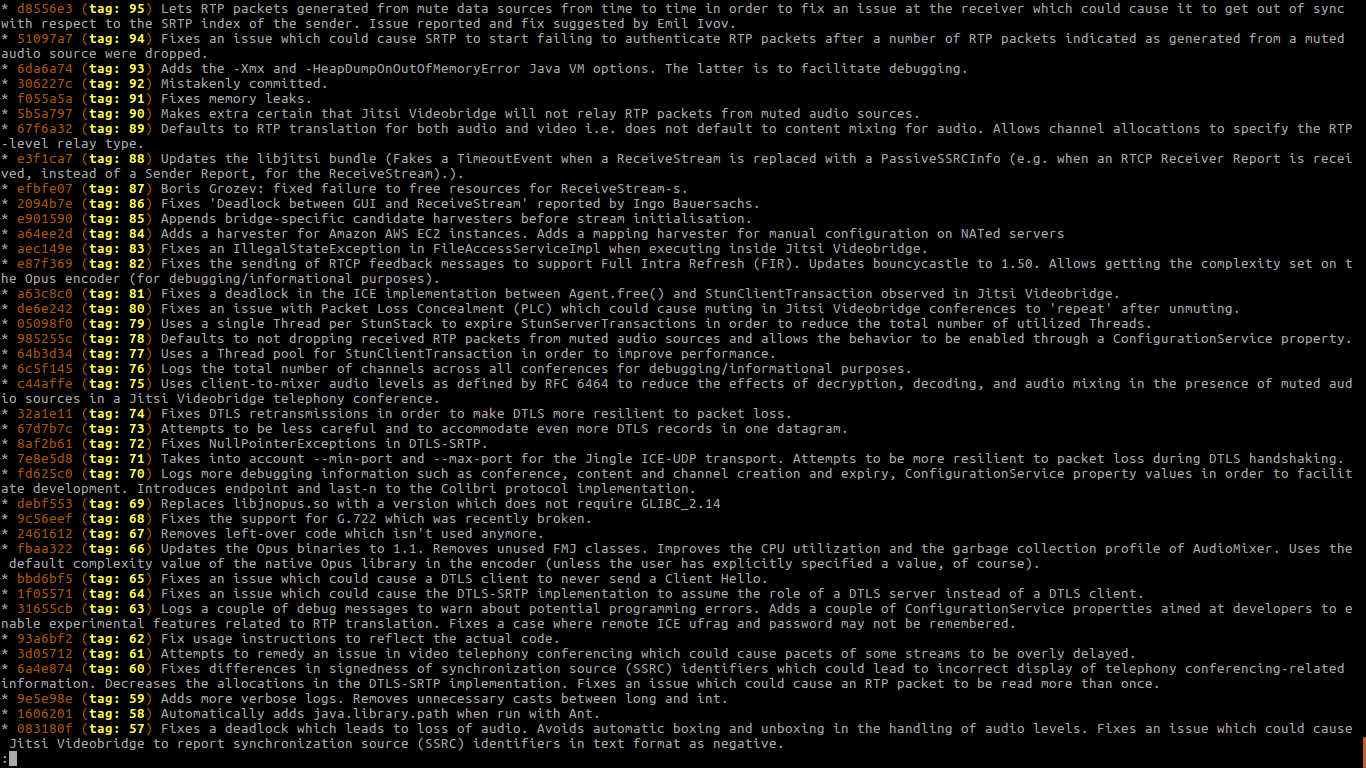 * d8556e3 (tag: 95) Lets RTP packets generated from mute data sources from time to time in order to fix an issue at the receiver which could cause it to get out of sync
with respect to the SRTP index of the sender. Issue reported and fix suggested by Emil Ivov.
* 51097a7 (tag: 94) Fixes an issue which could cause SRTP to start failing to authenticate RTP packets after a number of RTP packets indicated as generated from a muted
audio source were dropped.
* 6da6a74 (tag: 93) Adds the -Xmx and -HeapDumpOnOutOfMemoryError Java VM options. The latter is to facilitate debugging.
* 306227c (tag: 92) Mistakenly committed.
* f055a5a (tag: 91) Fixes memory leaks.
* 5b5a797 (tag: 90) Makes extra certain that Jitsi Videobridge will not relay RTP packets from muted audio sources.
* 67f6a32 (tag: 89) Defaults to RTP translation for both audio and video i.e. does not default to content mixing for audio. Allows channel allocations to specify the RTP
-level relay type.
* e3f1ca7 (tag: 88) Updates the libjitsi bundle (Fakes a TimeoutEvent when a ReceiveStream is replaced with a PassiveSSRCInfo (e.g. when an RTCP Receiver Report is recei
ved, instead of a Sender Report, for the ReceiveStream).).
* efbfe07 (tag: 87) Boris Grozev: fixed failure to free resources for ReceiveStream-s.
* 2094b7e (tag: 86) Fixes 'Deadlock between GUI and ReceiveStream' reported by Ingo Bauersachs.
* e901590 (tag: 85) Appends bridge-specific candidate harvesters before stream initialisation.
* a64ee2d (tag: 84) Adds a harvester for Amazon AWS EC2 instances. Adds a mapping harvester for manual configuration on NATed servers
* aec149e (tag: 83) Fixes an IllegalStateException in FileAccessServiceImpl when executing inside Jitsi Videobridge.
* e87f369 (tag: 82) Fixes the sending of RTCP feedback messages to support Full Intra Refresh (FIR). Updates bouncycastle to 1.50. Allows getting the complexity set on t
he Opus encoder (for debugging/informational purposes).
* a63c8c0 (tag: 81) Fixes a deadlock in the ICE implementation between Agent.free() and StunClientTransaction observed in Jitsi Videobridge.
* de6e242 (tag: 80) Fixes an issue with Packet Loss Concealment (PLC) which could cause muting in Jitsi Videobridge conferences to 'repeat' after unmuting.
* 05098f0 (tag: 79) Uses a single Thread per StunStack to expire StunServerTransactions in order to reduce the total number of utilized Threads.
* 985255c (tag: 78) Defaults to not dropping received RTP packets from muted audio sources and allows the behavior to be enabled through a ConfigurationService property.
* 64b3d34 (tag: 77) Uses a Thread pool for StunClientTransaction in order to improve performance.
* 6c5f145 (tag: 76) Logs the total number of channels across all conferences for debugging/informational purposes.
* c44affe (tag: 75) Uses client-to-mixer audio levels as defined by RFC 6464 to reduce the effects of decryption, decoding, and audio mixing in the presence of muted aud
io sources in a Jitsi Videobridge telephony conference.
* 32a1e11 (tag: 74) Fixes DTLS retransmissions in order to make DTLS more resilient to packet loss.
* 67d7b7c (tag: 73) Attempts to be less careful and to accommodate even more DTLS records in one datagram.
* 8af2b61 (tag: 72) Fixes NullPointerExceptions in DTLS-SRTP.
* 7e8e5d8 (tag: 71) Takes into account --min-port and --max-port for the Jingle ICE-UDP transport. Attempts to be more resilient to packet loss during DTLS handshaking.
* fd625c0 (tag: 70) Logs more debugging information such as conference, content and channel creation and expiry, ConfigurationService property values in order to facilit
ate development. Introduces endpoint and last-n to the Colibri protocol implementation.
* debf553 (tag: 69) Replaces libjnopus.so with a version which does not require GLIBC_2.14
* 9c56eef (tag: 68) Fixes the support for G.722 which was recently broken.
* 2461612 (tag: 67) Removes left-over code which isn't used anymore.
* fbaa322 (tag: 66) Updates the Opus binaries to 1.1. Removes unused FMJ classes. Improves the CPU utilization and the garbage collection profile of AudioMixer. Uses the
default complexity value of the native Opus library in the encoder (unless the user has explicitly specified a value, of course).
* bbd6bf5 (tag: 65) Fixes an issue which could cause a DTLS client to never send a Client Hello.
* 1f05571 (tag: 64) Fixes an issue which could cause the DTLS-SRTP implementation to assume the role of a DTLS server instead of a DTLS client.
* 31655cb (tag: 63) Logs a couple of debug messages to warn about potential programming errors. Adds a couple of ConfigurationService properties aimed at developers to e
nable experimental features related to RTP translation. Fixes a case where remote ICE ufrag and password may not be remembered.
* 93a6bf2 (tag: 62) Fix usage instructions to reflect the actual code.
* 3d05712 (tag: 61) Attempts to remedy an issue in video telephony conferencing which could cause pacets of some streams to be overly delayed.
* 6a4e874 (tag: 60) Fixes differences in signedness of synchronization source (SSRC) identifiers which could lead to incorrect display of telephony conferencing-related
information. Decreases the allocations in the DTLS-SRTP implementation. Fixes an issue which could cause an RTP packet to be read more than once.
* 9e5e98e (tag: 59) Adds more verbose logs. Removes unnecessary casts between long and int.
* 1606201 (tag: 58) Automatically adds java.library.path when run with Ant.
* 083180f (tag: 57) Fixes a deadlock which leads to loss of audio. Avoids automatic boxing and unboxing in the handling of audio levels. Fixes an issue which could cause
Jitsi Videobridge to report synchronization source (SSRC) identifiers in text format as negative.
: